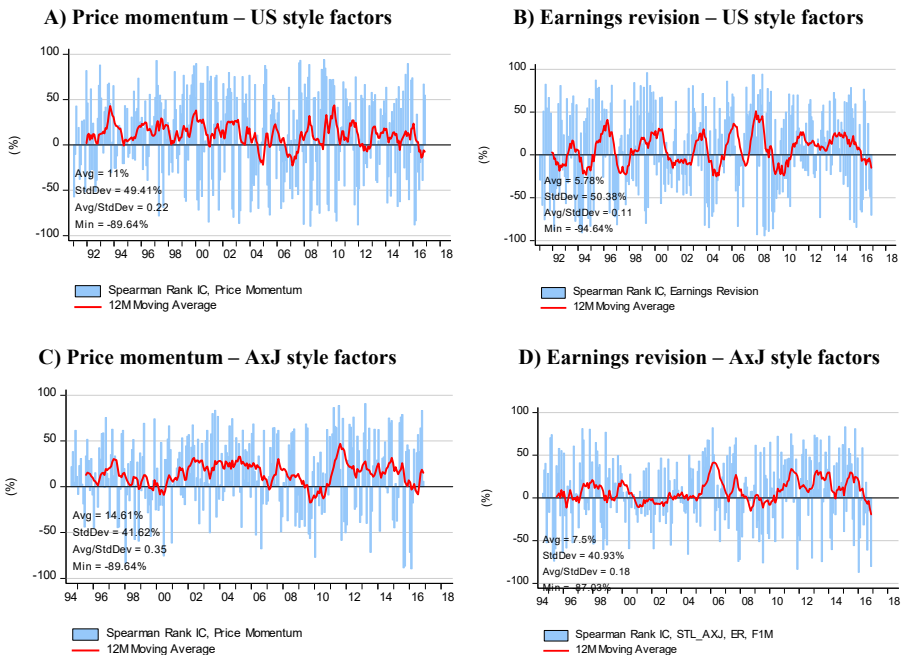 A) Price momentum – US style factors
100
50
0
-50
-100
(%)
Avg = 11%
StdDev = 49.41%
Avg/StdDev = 0.22
Min = -89.64%
92 94 96 98 00 02 04 06 08 10 12 14 16 18
Spearman Rank IC, Price Momentum
12M Moving Average
B) Earnings revision – US style factors
100
50
0
-50
-100
(%)
Avg = 5.78%
StdDev = 50.38%
Avg/StdDev = 0.11
Min = -94.64%
92 94 96 98 00 02 04 06 08 10 12 14 16 18
Spearman Rank IC, Earnings Revision
12M Moving Average
C) Price momentum – AxJ style factors
100
50
0
-50
-100
(%)
Avg = 14.61%
StdDev = 41.62%
Avg/StdDev = 0.35
Min = -89.64%
94 96 98 00 02 04 06 08 10 12 14 16 18
Spearman Rank IC, Price Momentum
12M Moving Average
D) Earnings revision – AxJ style factors
100
50
0
-50
-100
(%)
Avg = 7.5%
StdDev = 40.93%
Avg/StdDev = 0.18
Min = -87.03%
94 96 98 00 02 04 06 08 10 12 14 16 18
Spearman Rank IC, STL_AXJ, ER, F1M
12M Moving Average